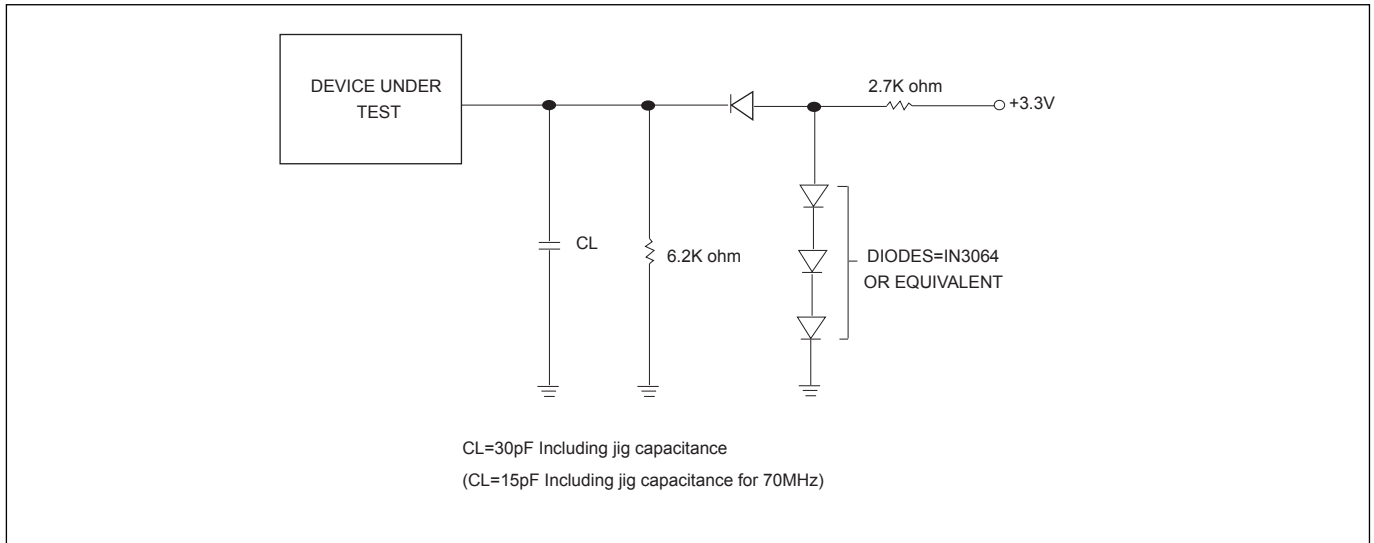 DEVICE UNDER
TEST
2.7K ohm
+3.3V
CL
6.2K ohm
DIODES=IN3064
OR EQUIVALENT
CL=30pF Including jig capacitance
(CL=15pF Including jig capacitance for 70MHz)